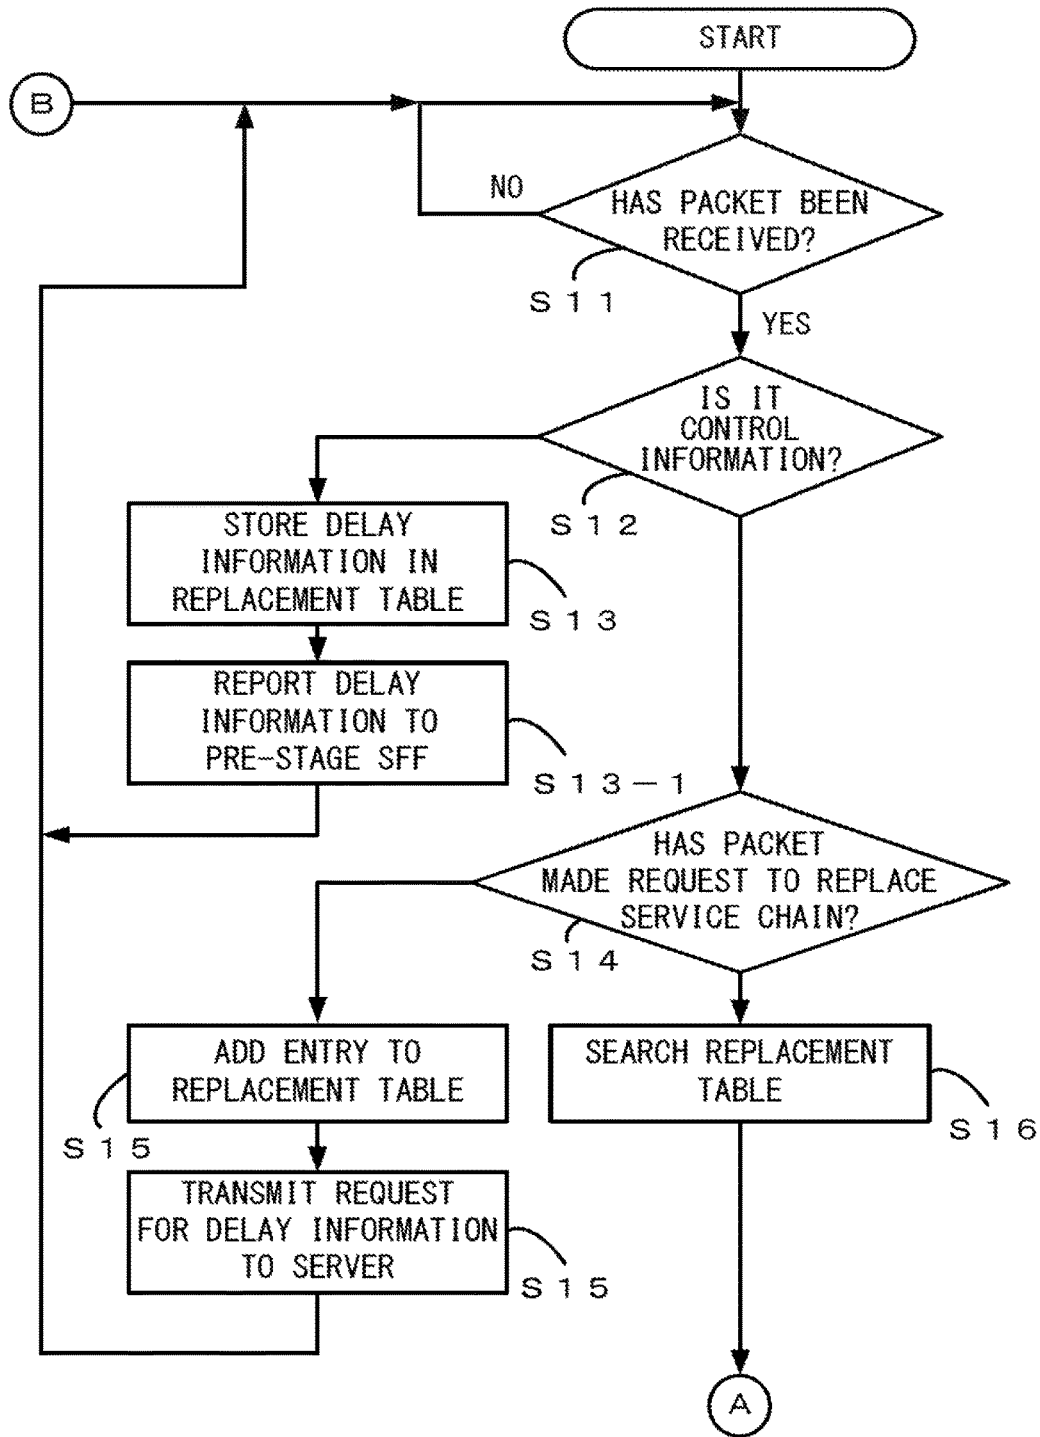 START
B
NO
HAS PACKET BEEN
RECEIVED?
S11
YES
IS IT
CONTROL
INFORMATION?
S12
STORE DELAY
INFORMATION IN
REPLACEMENT TABLE
S13
REPORT DELAY
INFORMATION TO
PRE-STAGE SFF
S13-1
HAS PACKET
MADE REQUEST TO REPLACE
SERVICE CHAIN?
S14
ADD ENTRY TO
REPLACEMENT TABLE
S15
SEARCH REPLACEMENT
TABLE
S16
TRANSMIT REQUEST
FOR DELAY INFORMATION
TO SERVER
S15
A